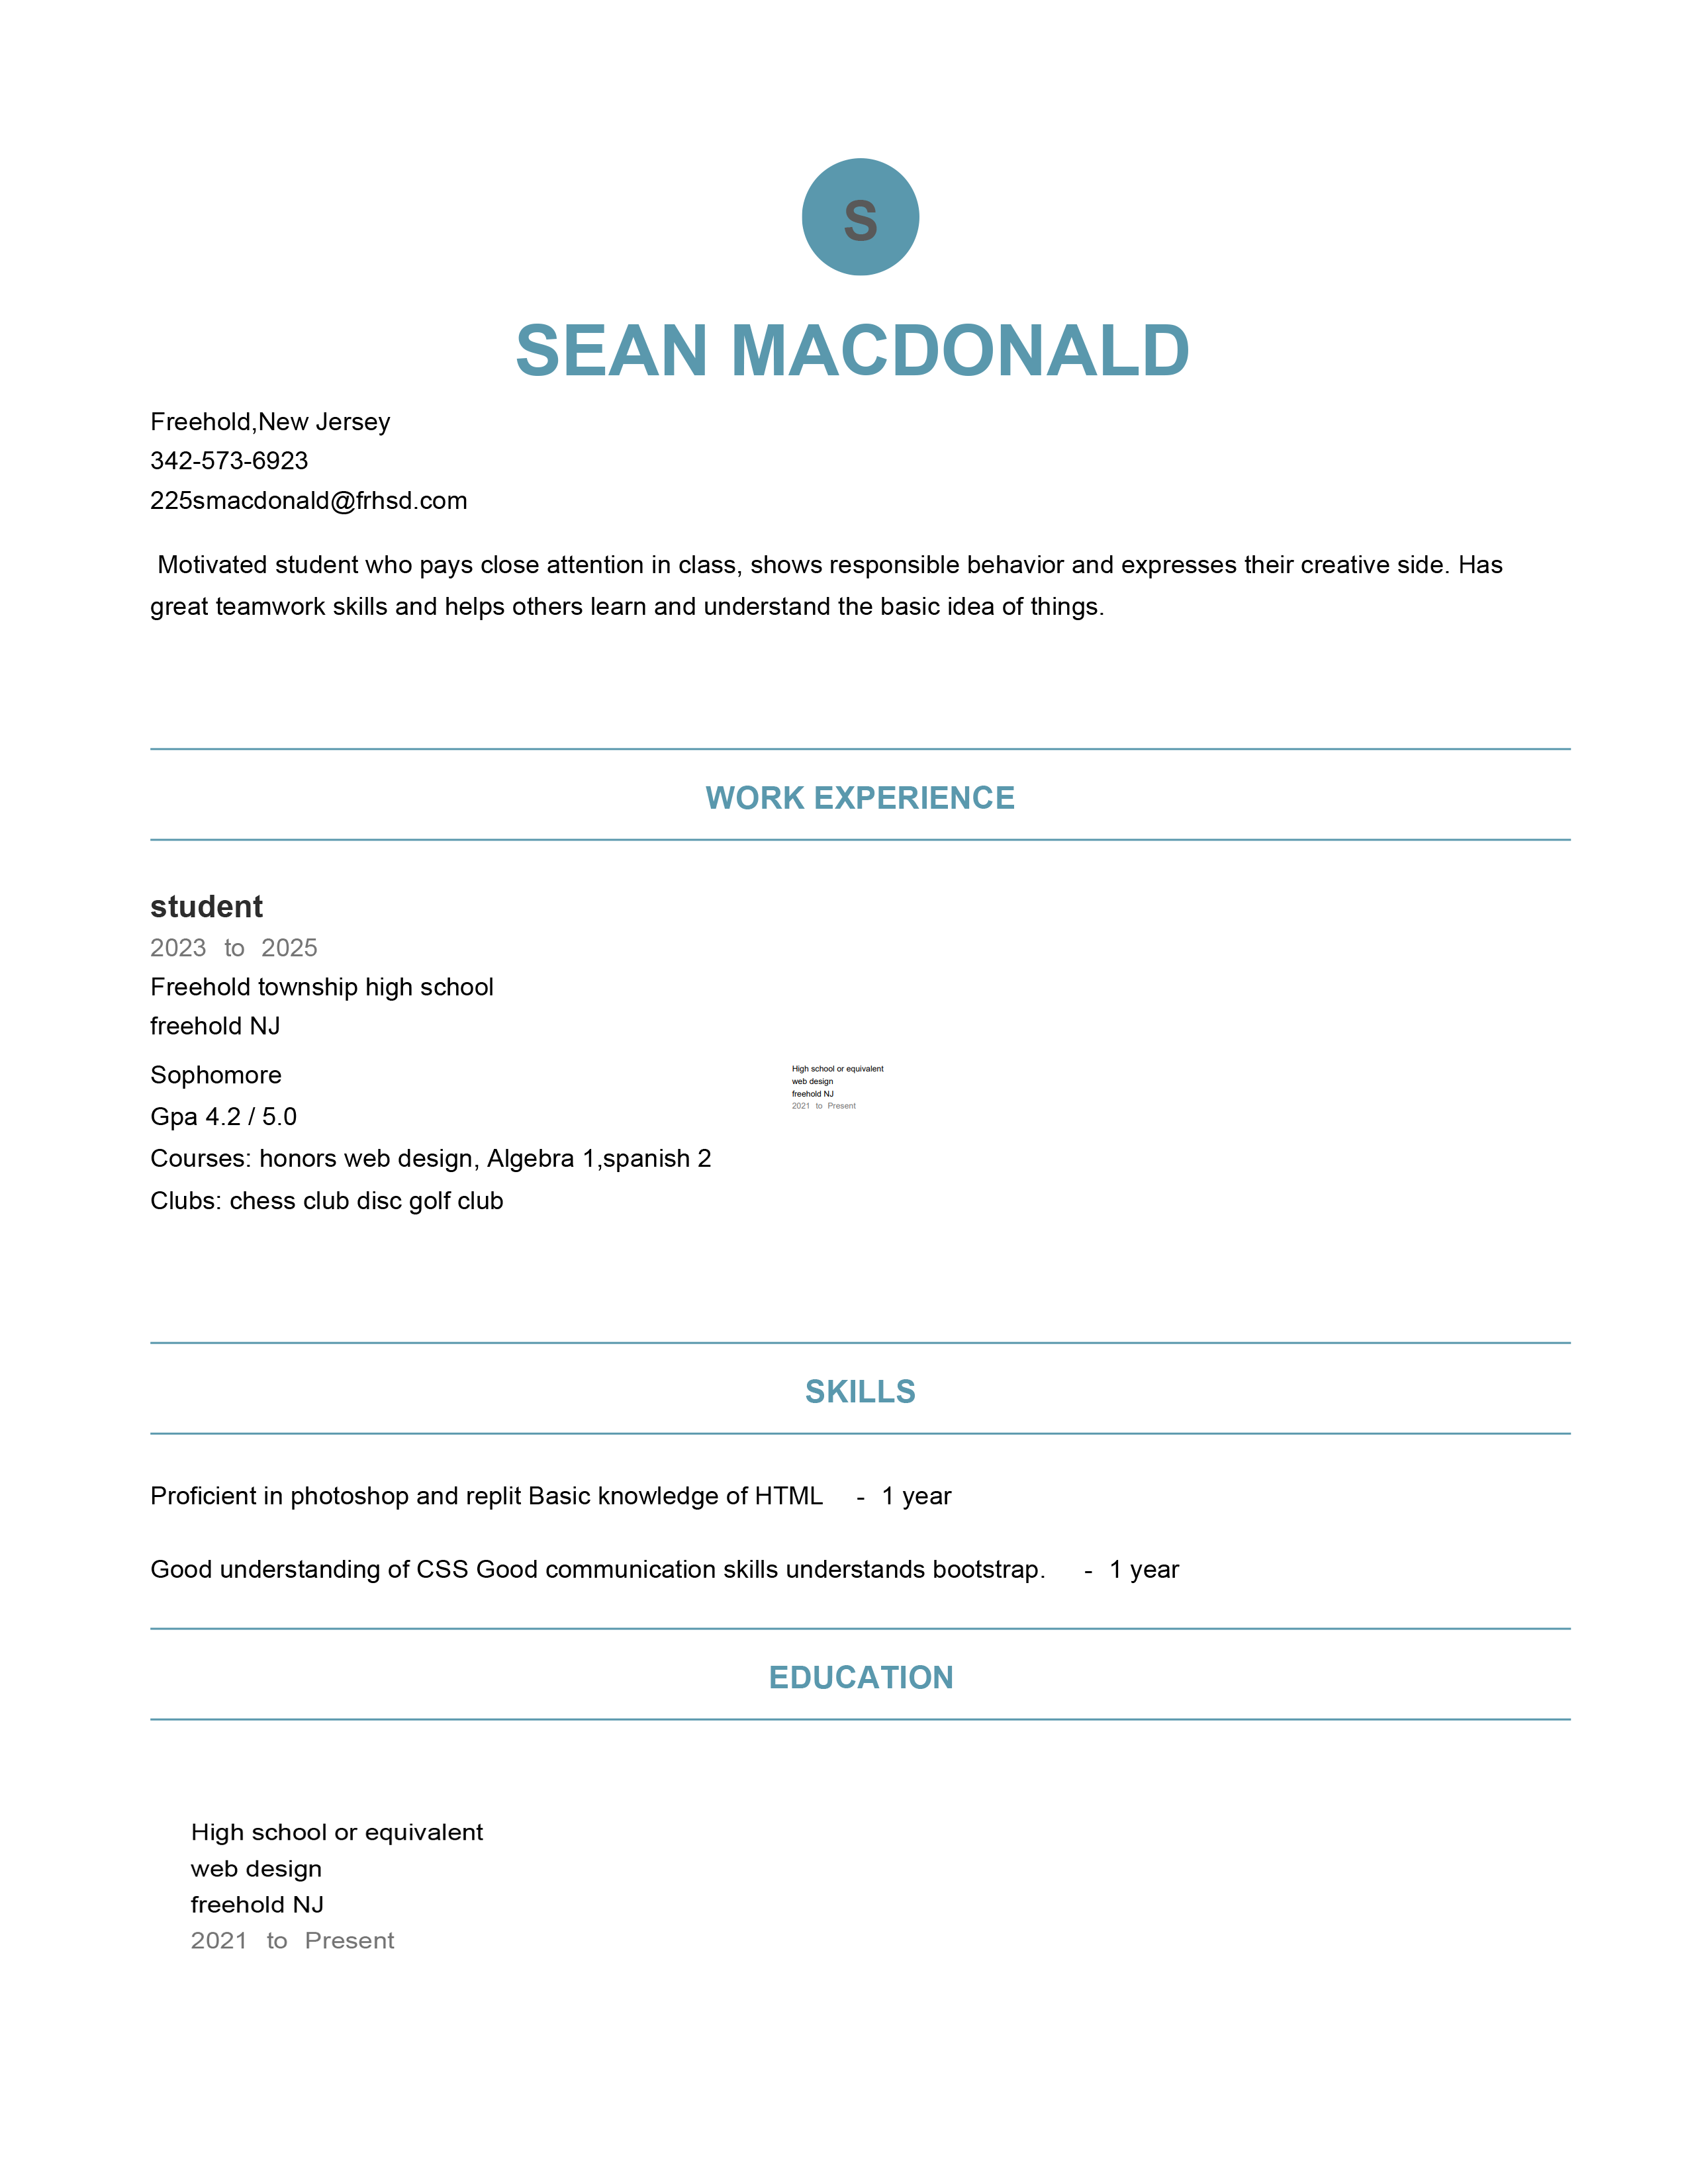 S
SEAN MACDONALD
Freehold,New Jersey
342-573-6923
225smacdonald@frhsd.com
Motivated student who pays close attention in class, shows responsible behavior and expresses their creative side. Has
great teamwork skills and helps others learn and understand the basic idea of things.
WORK EXPERIENCE
student
2023 to 2025
Freehold township high school
freehold NJ
Sophomore
Gpa 4.2 / 5.0
Courses: honors web design, Algebra 1,spanish 2
Clubs: chess club disc golf club
High school or equivalent
web design
freehold NJ
2021 to Present
SKILLS
Proficient in photoshop and replit Basic knowledge of HTML - 1 year
Good understanding of CSS Good communication skills understands bootstrap. - 1 year
EDUCATION
High school or equivalent
web design
freehold NJ
2021 to Present